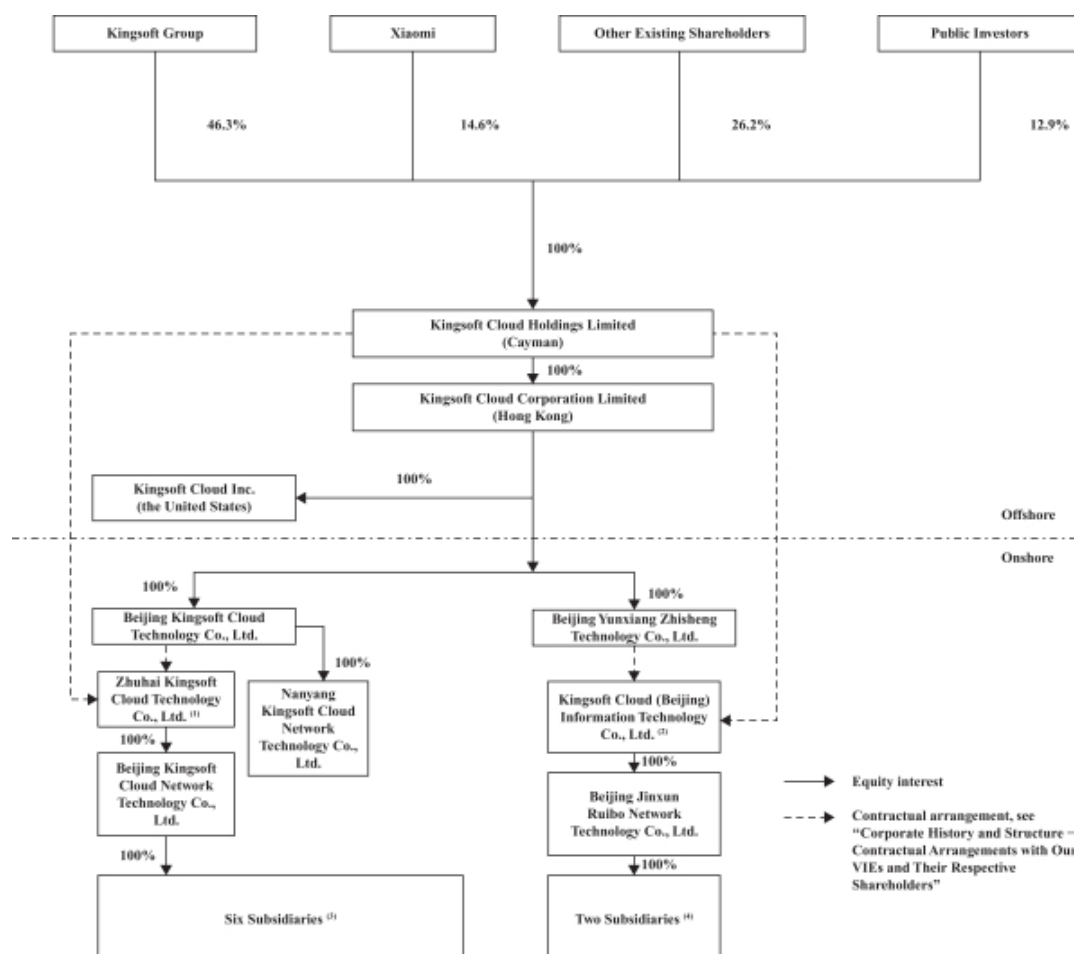 Kingsoft Group
Xiaomi
Other Existing Shareholders
Public Investors
46.3%
14.6%
26.2%
12.9%
100%
Kingsoft Cloud Holdings Limited
(Cayman)
100%
Kingsoft Cloud Corporation Limited
(Hong Kong)
100%
Kingsoft Cloud Inc.
(the United States)
Offshore
Onshore
100%
100%
Beijing Kingsoft Cloud
Technology Co., Ltd.
Beijing Yunxiang Zhisheng
Technology Co., Ltd.
100%
Zhuhai Kingsoft
Cloud Technology
Co., Ltd. (1)
Nanyang
Kingsoft Cloud
Network
Technology Co.,
Ltd.
Kingsoft Cloud (Beijing)
Information Technology
Co., Ltd. (2)
100%
100%
Beijing Kingsoft
Cloud Network
Technology Co.,
Ltd.
Beijing Jinxun
Ruibo Network
Technology Co., Ltd.
Equity interest
Contractual arrangement, see
“Corporate History and Structure –
Contractual Arrangements with Our
VIEs and Their Respective
Shareholders”
100%
100%
Six Subsidiaries (3)
Two Subsidiaries (4)